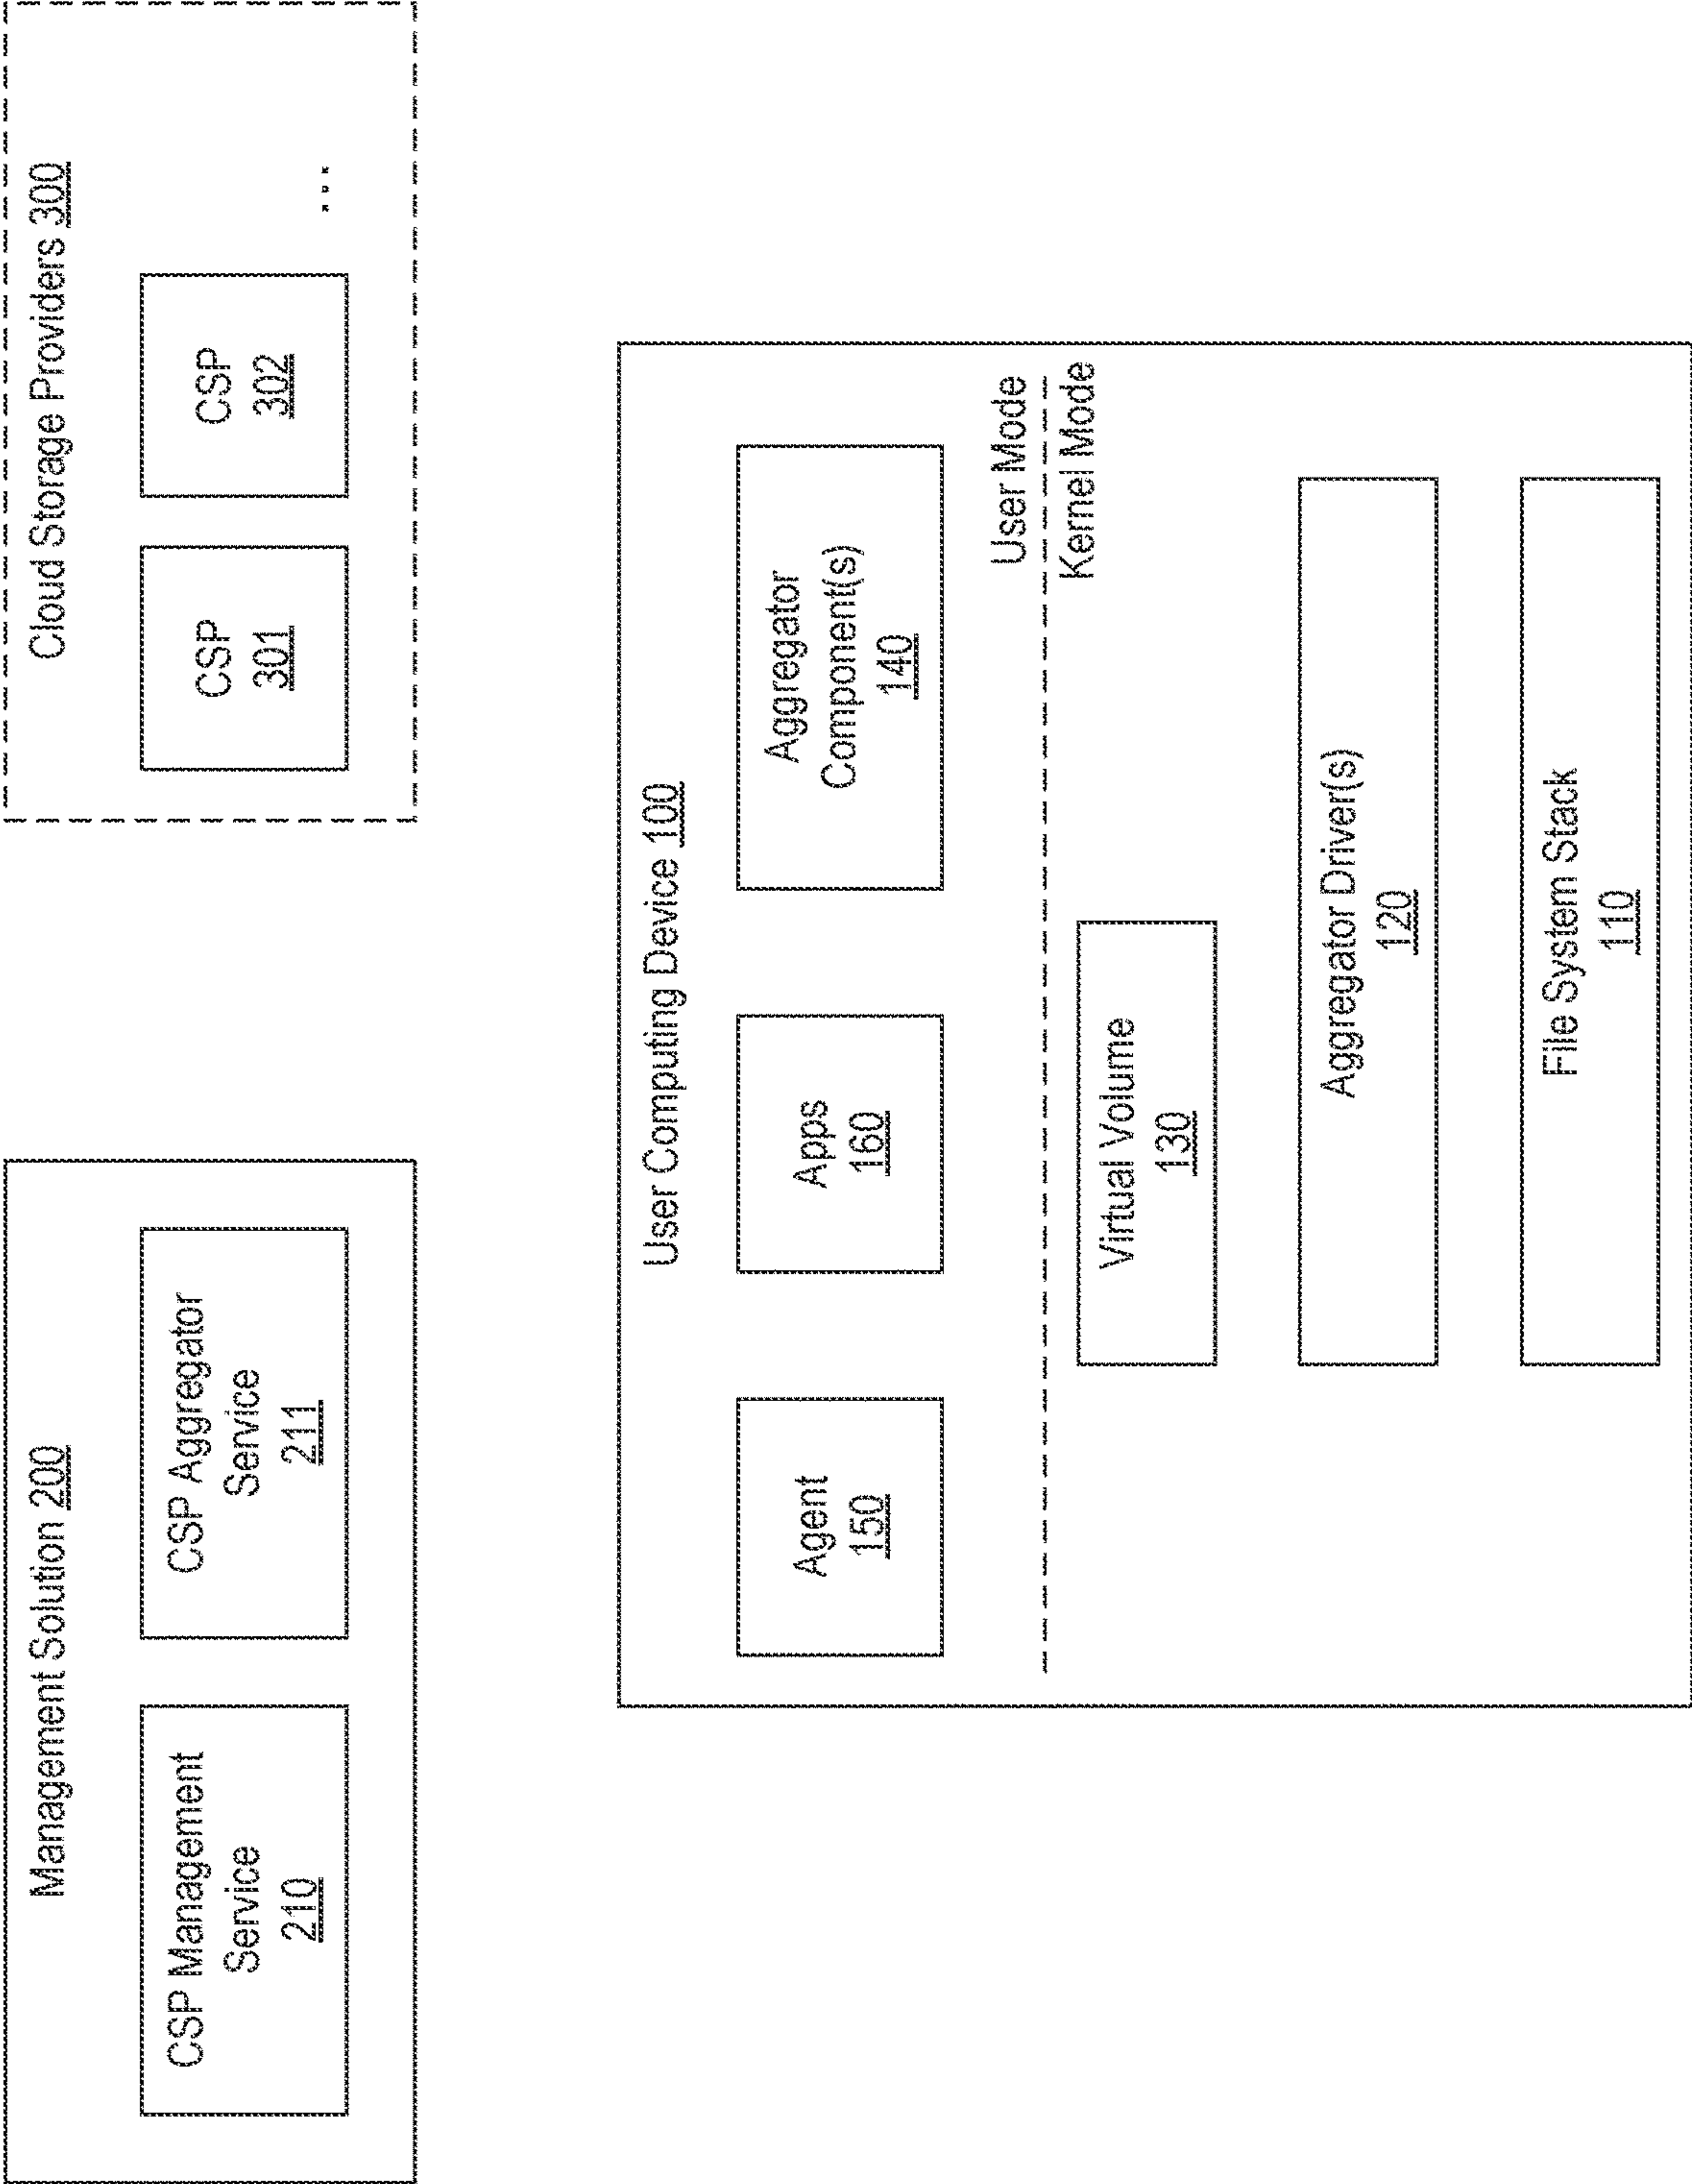 Management Solution 200
CSP Management
Service
210
CSP Aggregator
Service
211
Cloud Storage Providers 300
CSP
301
CSP
302
...
User Computing Device 100
Agent
150
Apps
160
Aggregator
Component(s)
140
User Mode
Kernel Mode
Virtual Volume
130
Aggregator Driver(s)
120
File System Stack
110